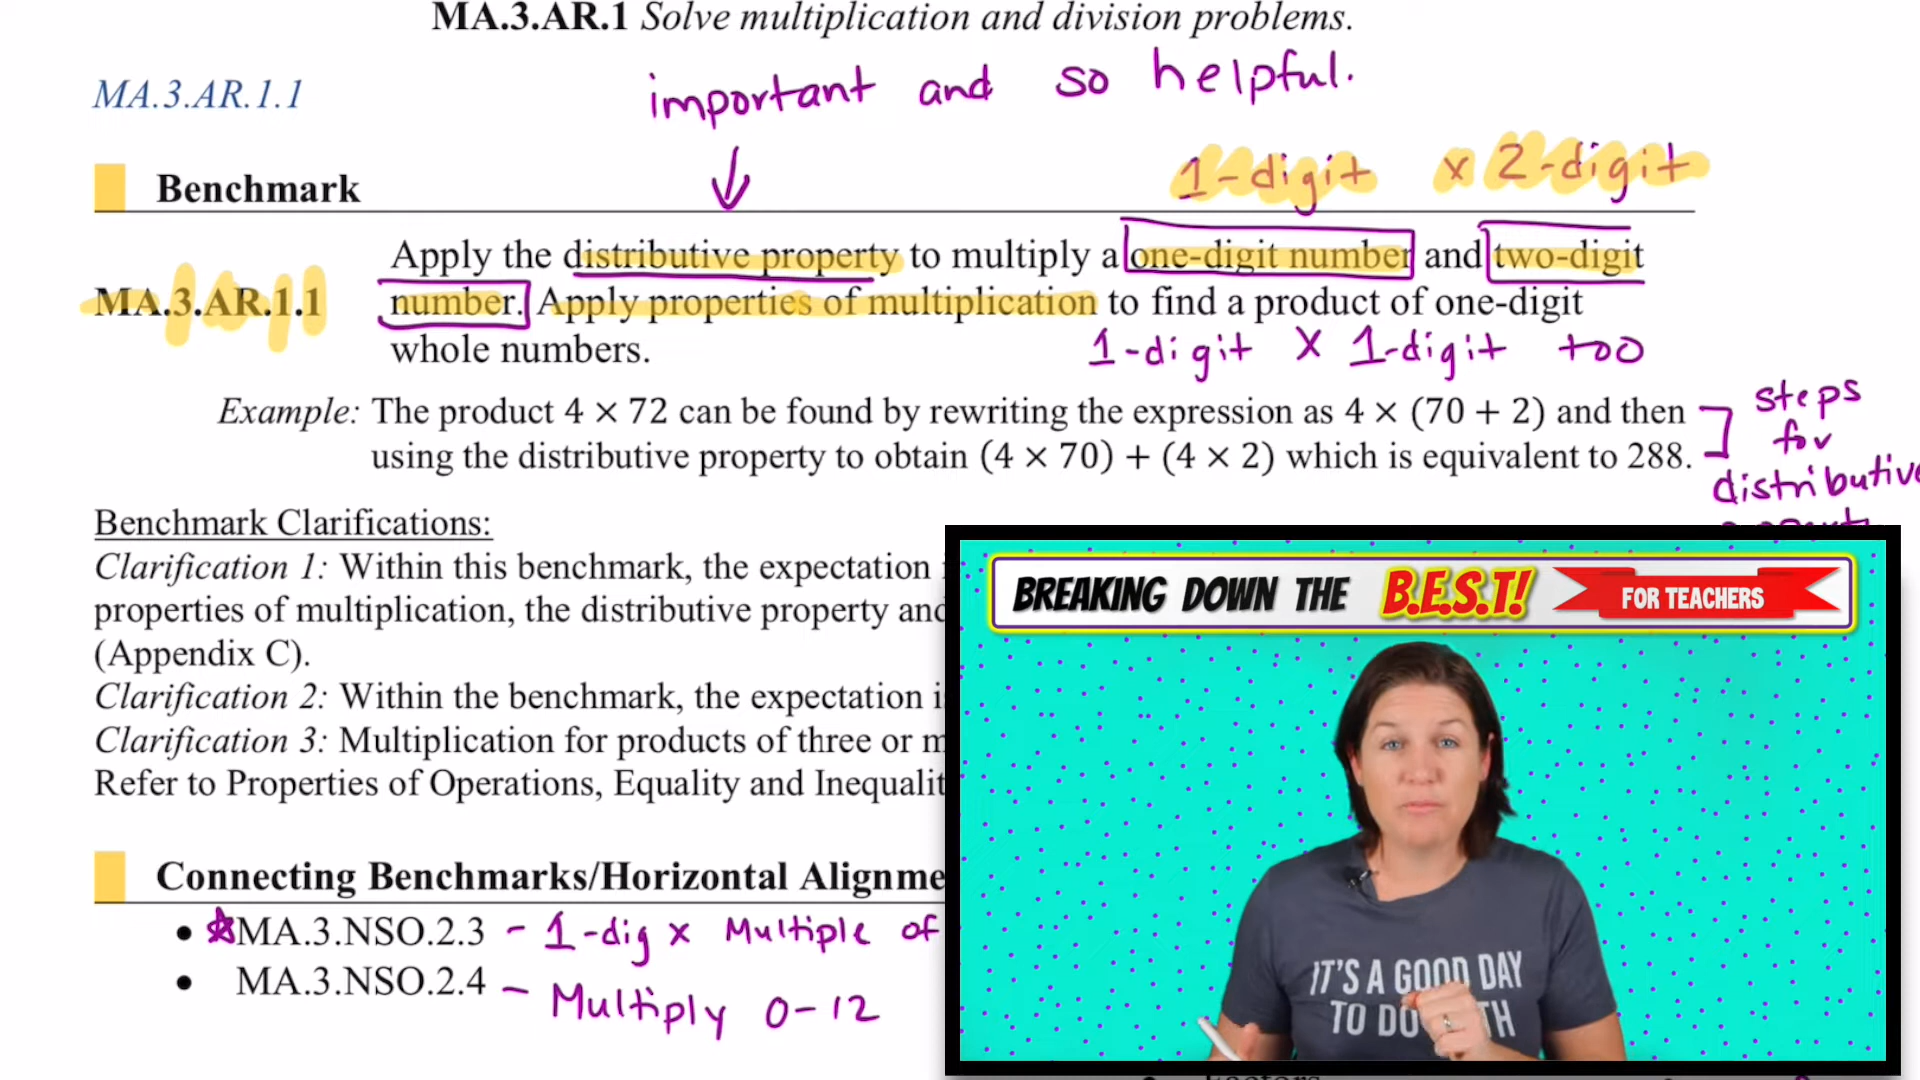 MA.3.AR.1 Solve multiplication and division problems.
important and so helpful.
MA.3.AR.1.1
1-digit x 2-digit
Benchmark
Apply the distributive property to multiply a one-digit number and two-digit
MA.3.AR.1.1
number. Apply properties of multiplication to find a product of one-digit
whole numbers.
1-digit x 1-digit too
Example: The product 4 × 72 can be found by rewriting the expression as 4 × (70 + 2) and then
using the distributive property to obtain (4 × 70) + (4 × 2) which is equivalent to 288.
steps
for
distributive
Benchmark Clarifications:
Clarification 1: Within this benchmark, the expectation
properties of multiplication, the distributive property and
(Appendix C).
Clarification 2: Within the benchmark, the expectation
Clarification 3: Multiplication for products of three or
Refer to Properties of Operations, Equality and
Connecting Benchmarks/Horizontal
• MA.3.NSO.2.3 - 1-dig x Multiple of
• MA.3.NSO.2.4 - Multiply 0-12
BREAKING DOWN THE B.E.S.T! FOR TEACHERS
IT'S A GOOD DAY
TO DO